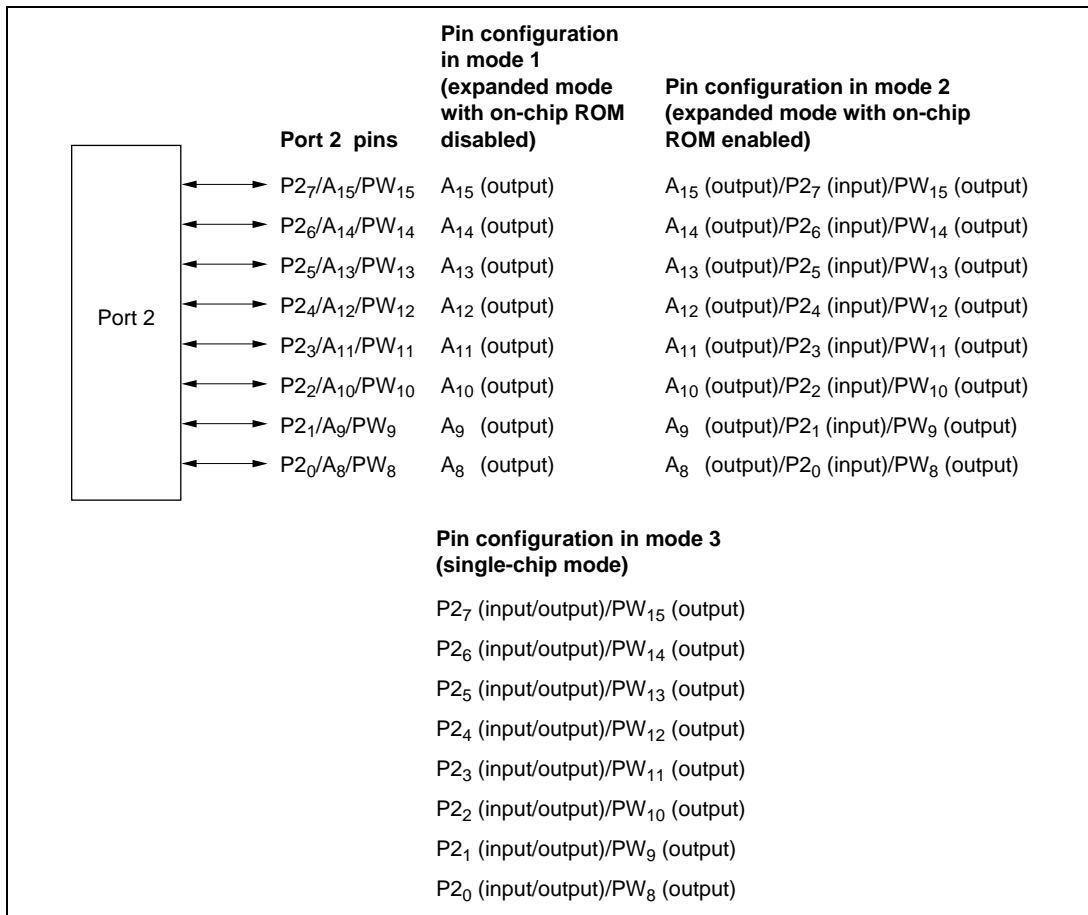 Pin configuration
in mode 1
(expanded mode
with on-chip ROM
disabled)
Pin configuration in mode 2
(expanded mode with on-chip
ROM enabled)
Port 2 pins
Port 2
P2₇/A₁₅/PW₁₅ A₁₅ (output) A₁₅ (output)/P2₇ (input)/PW₁₅ (output)
P2₆/A₁₄/PW₁₄ A₁₄ (output) A₁₄ (output)/P2₆ (input)/PW₁₄ (output)
P2₅/A₁₃/PW₁₃ A₁₃ (output) A₁₃ (output)/P2₅ (input)/PW₁₃ (output)
P2₄/A₁₂/PW₁₂ A₁₂ (output) A₁₂ (output)/P2₄ (input)/PW₁₂ (output)
P2₃/A₁₁/PW₁₁ A₁₁ (output) A₁₁ (output)/P2₃ (input)/PW₁₁ (output)
P2₂/A₁₀/PW₁₀ A₁₀ (output) A₁₀ (output)/P2₂ (input)/PW₁₀ (output)
P2₁/A₉/PW₉ A₉ (output) A₉ (output)/P2₁ (input)/PW₉ (output)
P2₀/A₈/PW₈ A₈ (output) A₈ (output)/P2₀ (input)/PW₈ (output)
Pin configuration in mode 3
(single-chip mode)
P2₇ (input/output)/PW₁₅ (output)
P2₆ (input/output)/PW₁₄ (output)
P2₅ (input/output)/PW₁₃ (output)
P2₄ (input/output)/PW₁₂ (output)
P2₃ (input/output)/PW₁₁ (output)
P2₂ (input/output)/PW₁₀ (output)
P2₁ (input/output)/PW₉ (output)
P2₀ (input/output)/PW₈ (output)